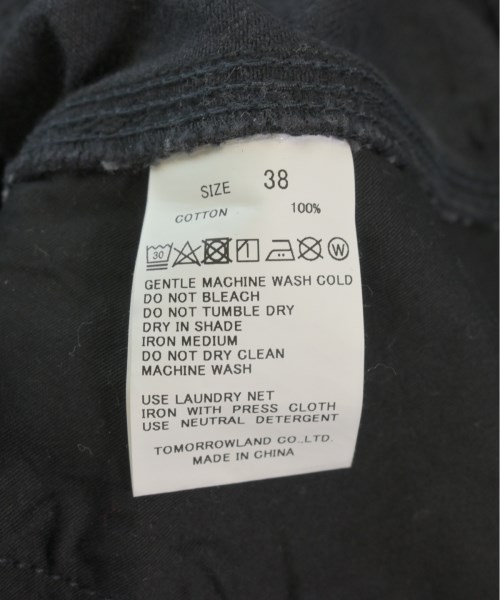 SIZE 38
COTTON 100%
30 1 W
GENTLE MACHINE WASH COLD
DO NOT BLEACH
DO NOT TUMBLE DRY
DRY IN SHADE
IRON MEDIUM
DO NOT DRY CLEAN
MACHINE WASH
USE LAUNDRY NET
IRON WITH PRESS CLOTH
USE NEUTRAL DETERGENT
TOMORROWLAND CO.,LTD.
MADE IN CHINA